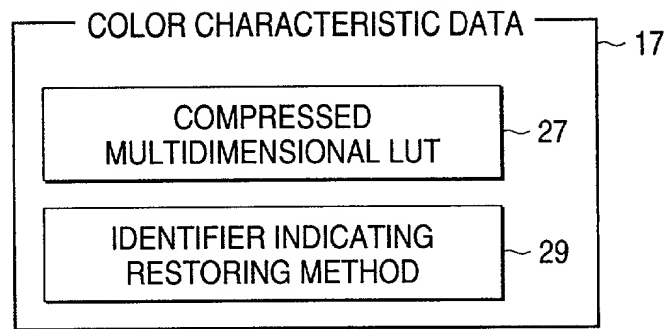 COLOR CHARACTERISTIC DATA
17
COMPRESSED
MULTIDIMENSIONAL LUT
27
IDENTIFIER INDICATING
RESTORING METHOD
29